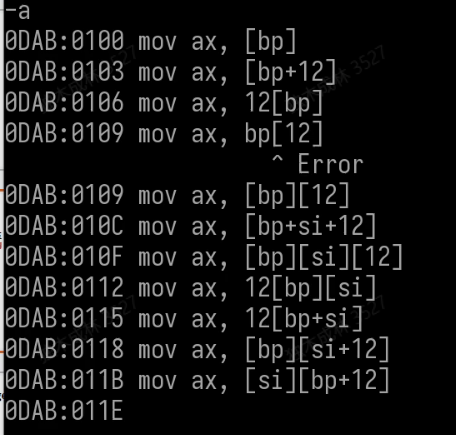 -a
0DAB:0100 mov ax, [bp]
0DAB:0103 mov ax, [bp+12]
0DAB:0106 mov ax, 12[bp]
0DAB:0109 mov ax, bp[12]
                   ^ Error
0DAB:0109 mov ax, [bp][12]
0DAB:010C mov ax, [bp+si+12]
0DAB:010F mov ax, [bp][si][12]
0DAB:0112 mov ax, 12[bp][si]
0DAB:0115 mov ax, 12[bp+si]
0DAB:0118 mov ax, [bp][si+12]
0DAB:011B mov ax, [si][bp+12]
0DAB:011E